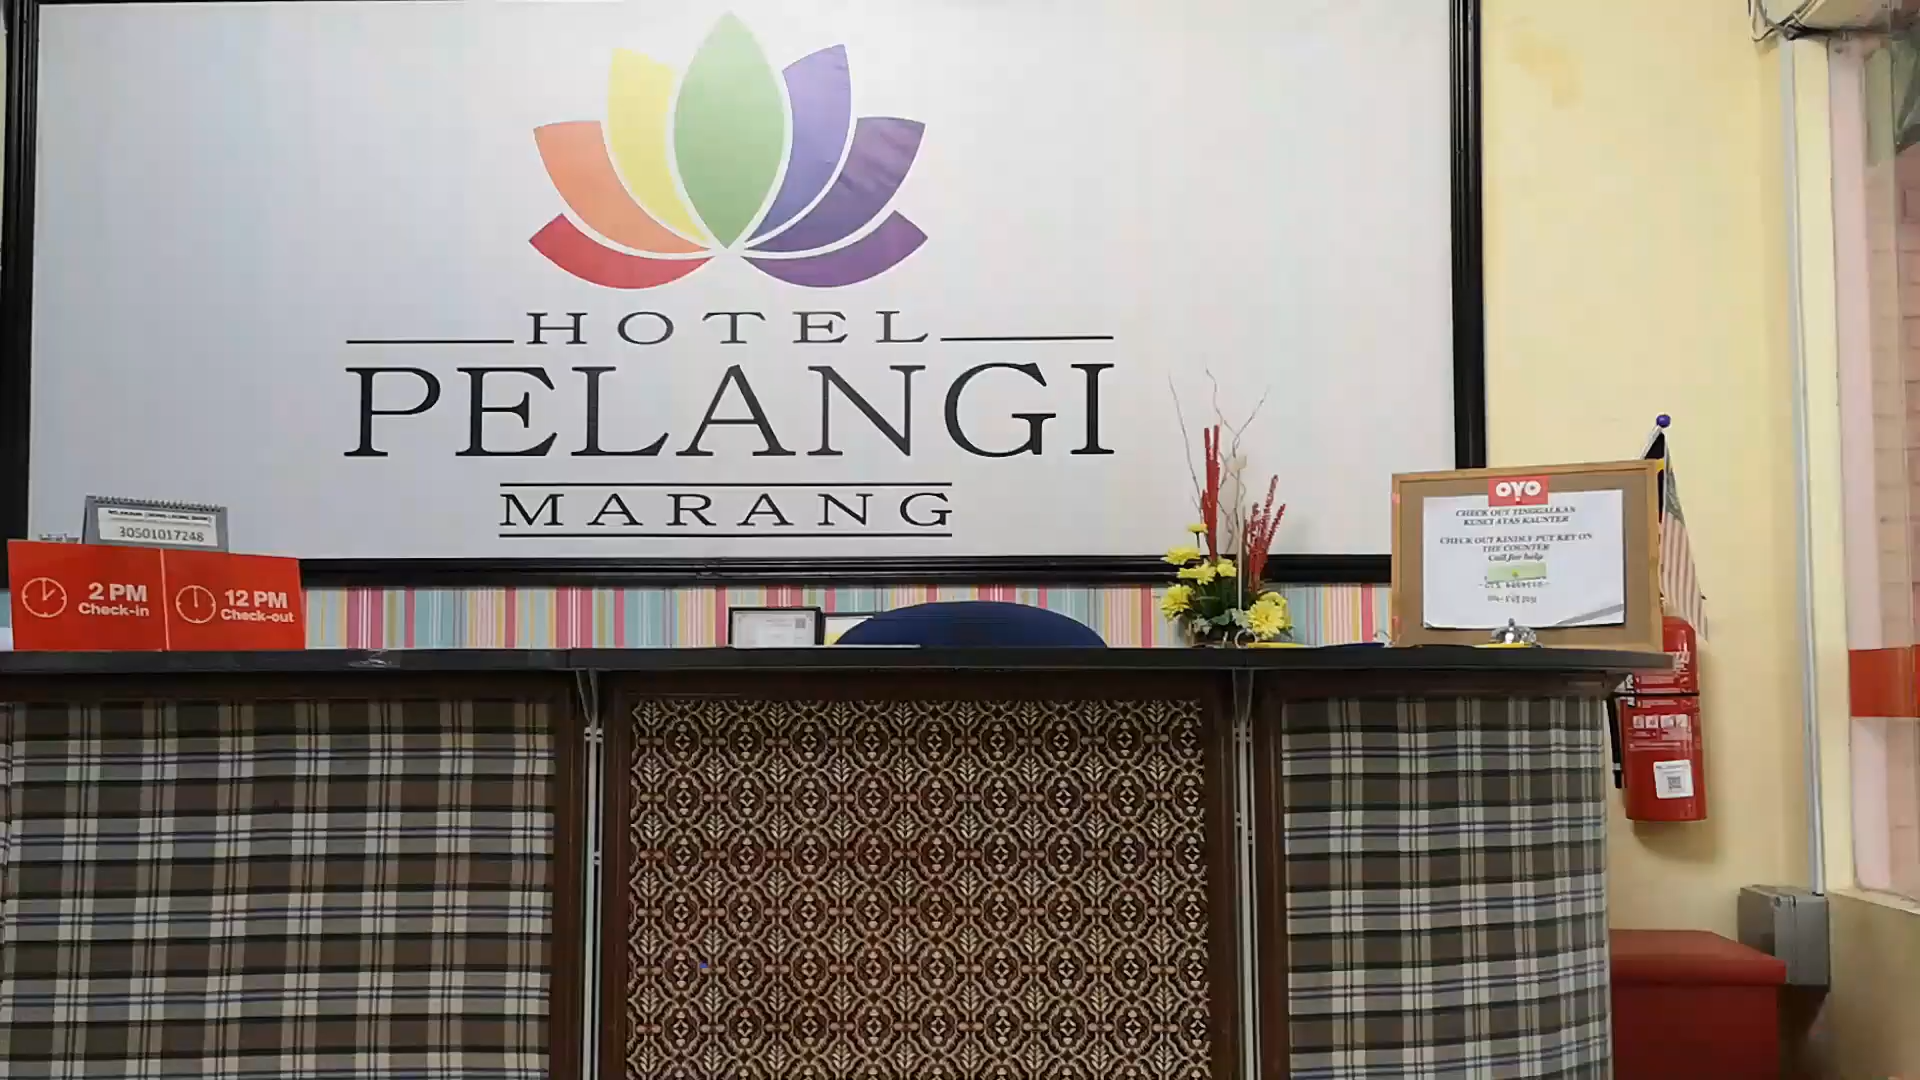 HOTEL
PELANGI
MARANG
30501017248
2 PM
Check-in
12 PM
Check-out
OYO
CHECK OUT TINGGALKAN
KUNCI ATAS KAUNTER
CHECK OUT KINDLY PUT KEY ON
THE COUNTER
Call for help